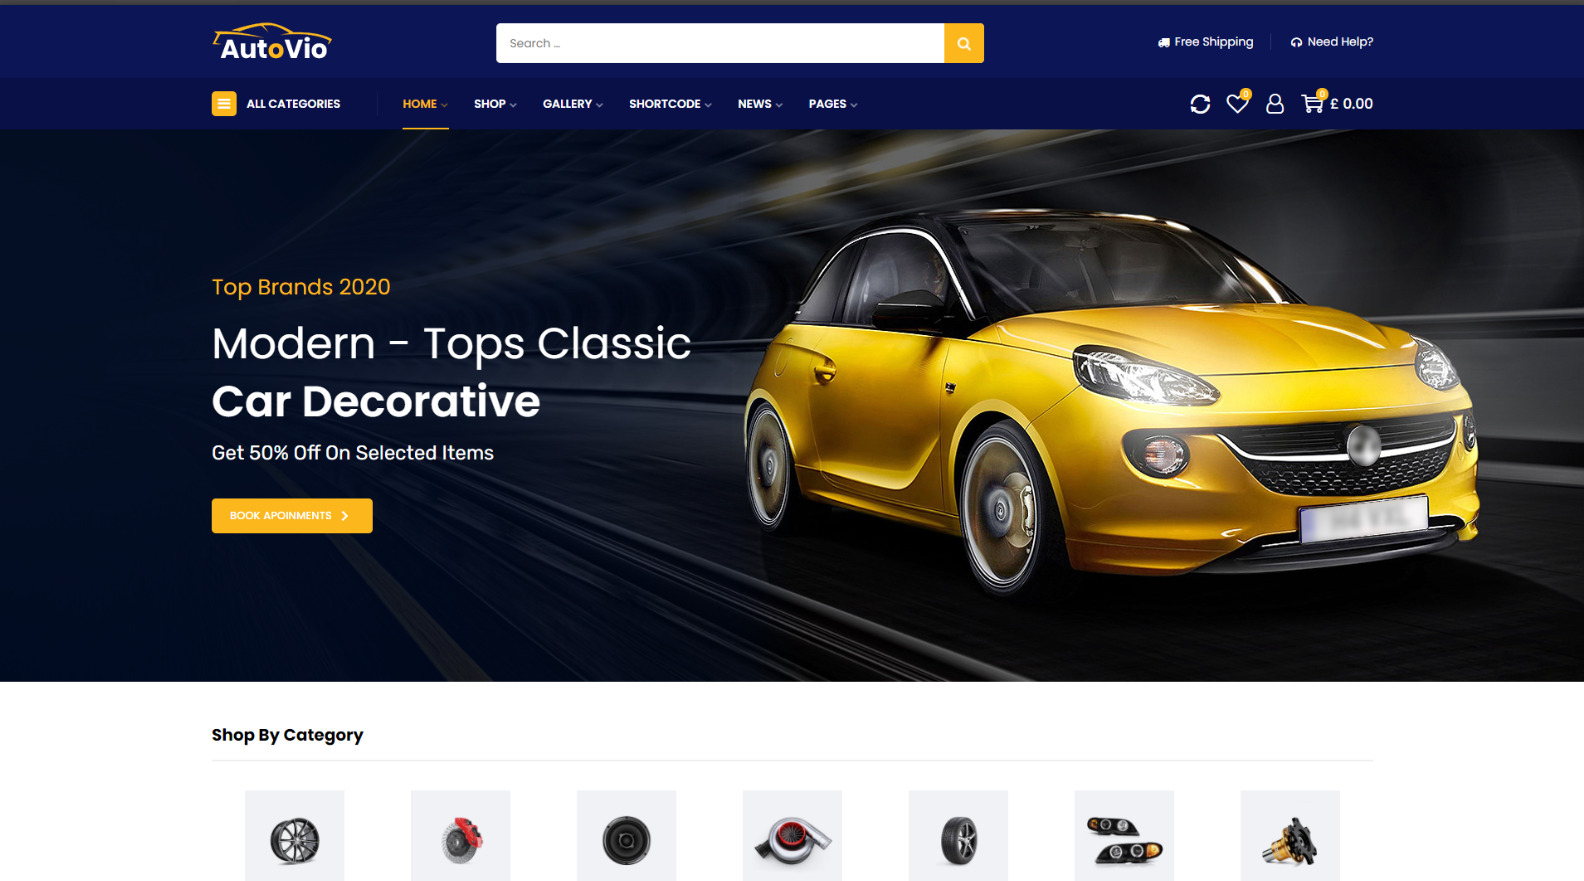 AutoVio
Search ...
Free Shipping
Need Help?
ALL CATEGORIES
HOME
SHOP
GALLERY
SHORTCODE
NEWS
PAGES
0
0
£ 0.00
Top Brands 2020
Modern - Tops Classic
Car Decorative
Get 50% Off On Selected Items
BOOK APOINMENTS
Shop By Category